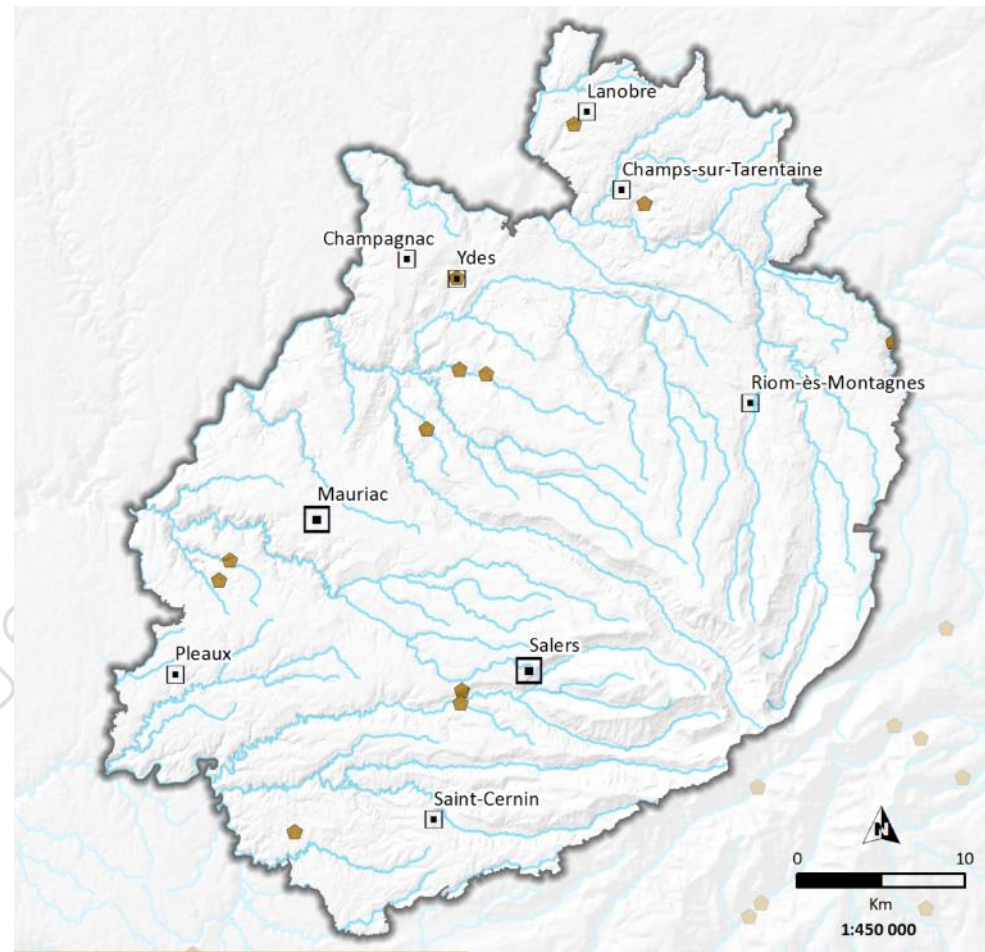 Lanobre
Champs-sur-Tarentaine
Champagnac
Ydes
Riom-ès-Montagnes
Mauriac
Pleaux
Salers
Saint-Cernin
N
0 10
Km
1:450 000